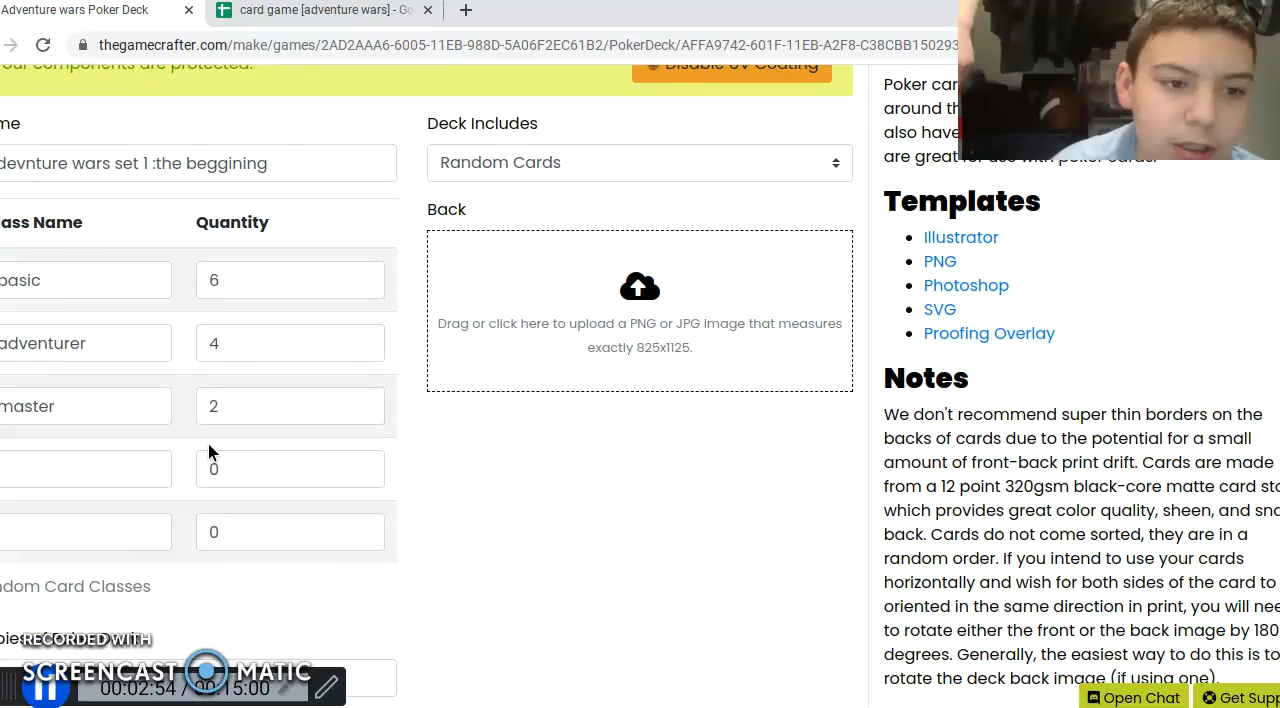 Adventure wars Poker Deck
card game [adventure wars] - Go
thegamecrafter.com/make/games/2AD2AAA6-6005-11EB-988D-5A06F2EC61B2/PokerDeck/AFFA9742-601F-11EB-A2F8-C38CBB150293
our components are protected.
Disable UV Coating
me
devnture wars set 1 :the beggining
Deck Includes
Random Cards
ass Name
Quantity
basic
6
adventurer
4
master
2
0
0
ndom Card Classes
Back
Drag or click here to upload a PNG or JPG image that measures
exactly 825x1125.
Poker car
around th
also have
are great for use with poker cards.
Templates
Illustrator
PNG
Photoshop
SVG
Proofing Overlay
Notes
We don't recommend super thin borders on the
backs of cards due to the potential for a small
amount of front-back print drift. Cards are made
from a 12 point 320gsm black-core matte card sto
which provides great color quality, sheen, and sna
back. Cards do not come sorted, they are in a
random order. If you intend to use your cards
horizontally and wish for both sides of the card to
oriented in the same direction in print, you will nee
to rotate either the front or the back image by 180
degrees. Generally, the easiest way to do this is to
rotate the deck back image (if using one).
RECORDED WITH
SCREENCAST MATIC
00:02:54 / 00:15:00
Open Chat
Get Supp